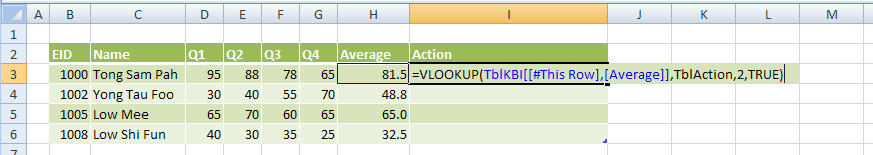 A B C D E F G H I J K L M
1
2 EID Name Q1 Q2 Q3 Q4 Average Action
3 1000 Tong Sam Pah 95 88 78 65 81.5 =VLOOKUP(TblKBI[[#This Row],[Average]],TblAction,2,TRUE)
4 1002 Yong Tau Foo 30 40 55 70 48.8
5 1005 Low Mee 65 70 60 65 65.0
6 1008 Low Shi Fun 40 30 35 25 32.5
7